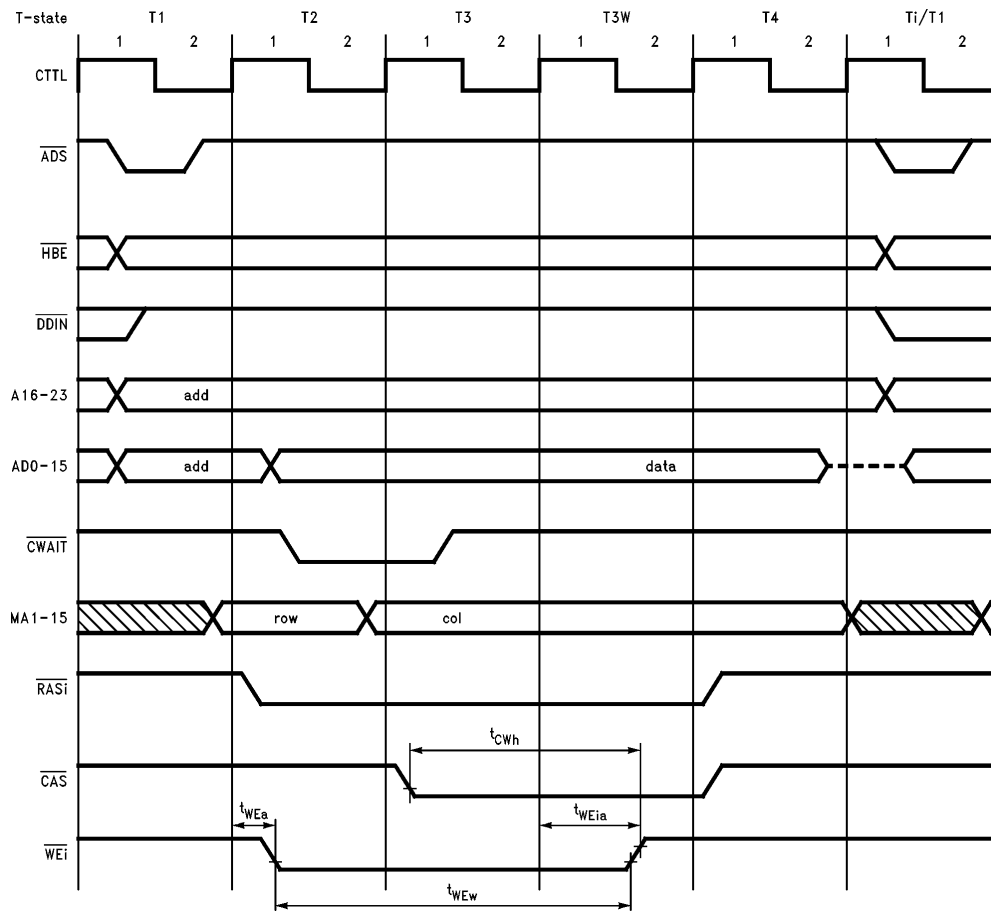 T-state T1 T2 T3 T3W T4 Ti/T1
1 2 1 2 1 2 1 2 1 2 1 2
CTTL
ADS
HBE
DDIN
A16-23 add
AD0-15 add data
CWAIT
MA1-15 row col
RASi
tCWh
CAS
tWEa tWEia
WEi
tWEw